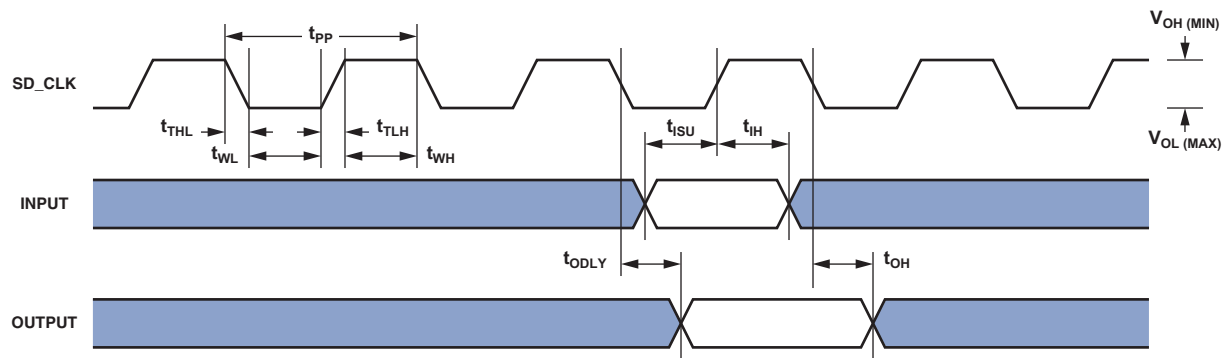 tPP
VOH (MIN)
SD_CLK
tTHL
tTLH
tISU
tIH
VOL (MAX)
tWL
tWH
INPUT
tODLY
tOH
OUTPUT